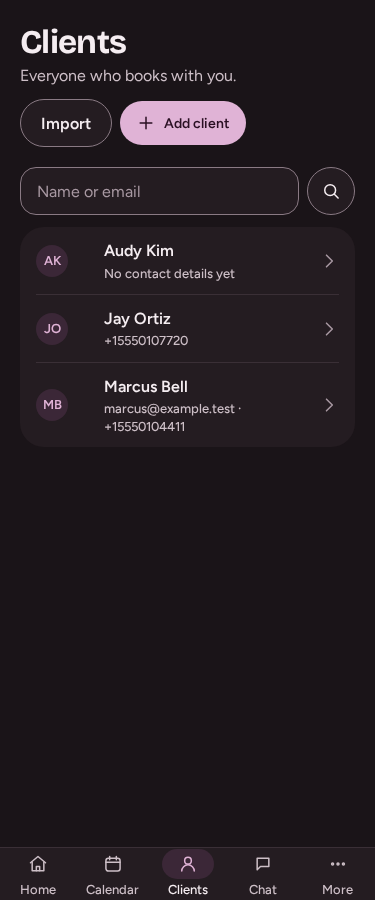 Clients
Everyone who books with you.
Import
Add client
Name or email
AK
Audy Kim
No contact details yet
JO
Jay Ortiz
+15550107720
MB
Marcus Bell
marcus@example.test ·
+15550104411
Home
Calendar
Clients
Chat
More